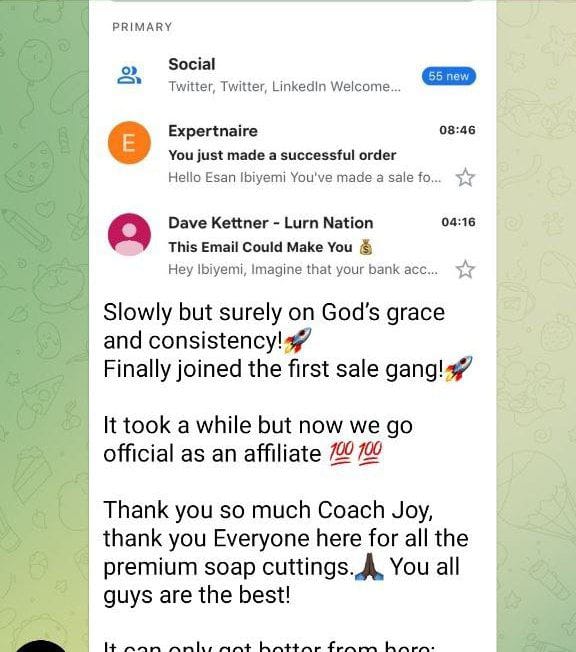 PRIMARY
Social
55 new
Twitter, Twitter, LinkedIn Welcome...
Expertnaire
08:46
You just made a successful order
Hello Esan Ibiyemi You've made a sale fo...
Dave Kettner - Lurn Nation
04:16
This Email Could Make You 💰
Hey Ibiyemi, Imagine that your bank acc...
Slowly but surely on God’s grace
and consistency!🚀
Finally joined the first sale gang!🚀
It took a while but now we go
official as an affiliate 💯💯
Thank you so much Coach Joy,
thank you Everyone here for all the
premium soap cuttings.🙏🏿 You all
guys are the best!
It can only get better from here;